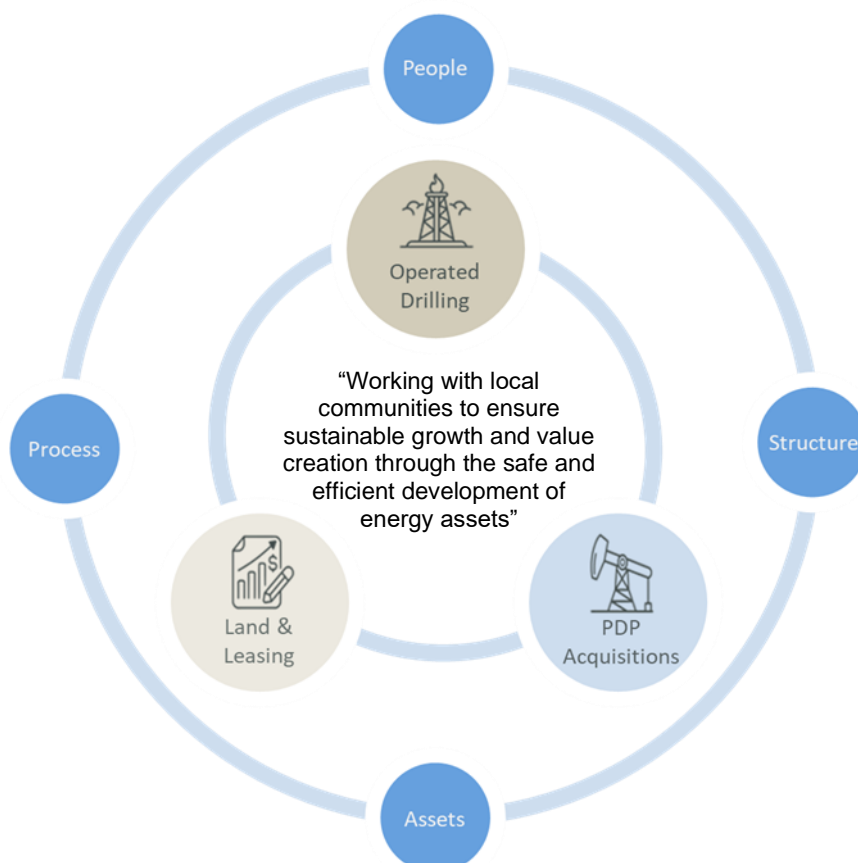 People
Operated
Drilling
“Working with local
communities to ensure
sustainable growth and value
creation through the safe and
efficient development of
energy assets”
Process
Structure
Land &
Leasing
PDP
Acquisitions
Assets